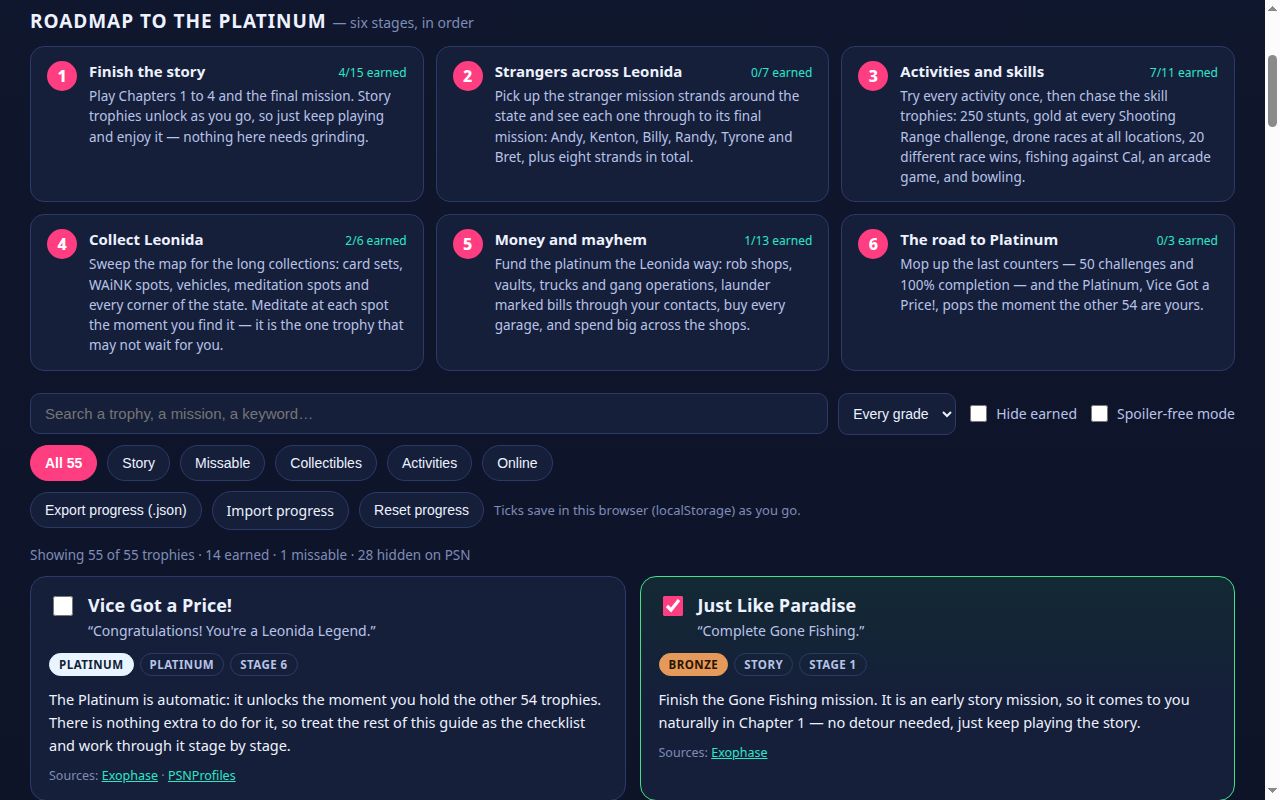 ROADMAP TO THE PLATINUM — six stages, in order
1 Finish the story 4/15 earned
Play Chapters 1 to 4 and the final mission. Story
trophies unlock as you go, so just keep playing
and enjoy it — nothing here needs grinding.
2 Strangers across Leonida 0/7 earned
Pick up the stranger mission strands around the
state and see each one through to its final
mission: Andy, Kenton, Billy, Randy, Tyrone and
Bret, plus eight strands in total.
3 Activities and skills 7/11 earned
Try every activity once, then chase the skill
trophies: 250 stunts, gold at every Shooting
Range challenge, drone races at all locations, 20
different race wins, fishing against Cal, an arcade
game, and bowling.
4 Collect Leonida 2/6 earned
Sweep the map for the long collections: card sets,
WAiNK spots, vehicles, meditation spots and
every corner of the state. Meditate at each spot
the moment you find it — it is the one trophy that
may not wait for you.
5 Money and mayhem 1/13 earned
Fund the platinum the Leonida way: rob shops,
vaults, trucks and gang operations, launder
marked bills through your contacts, buy every
garage, and spend big across the shops.
6 The road to Platinum 0/3 earned
Mop up the last counters — 50 challenges and
100% completion — and the Platinum, Vice Got a
Price!, pops the moment the other 54 are yours.
Search a trophy, a mission, a keyword… Every grade Hide earned Spoiler-free mode
All 55 Story Missable Collectibles Activities Online
Export progress (.json) Import progress Reset progress Ticks save in this browser (localStorage) as you go.
Showing 55 of 55 trophies · 14 earned · 1 missable · 28 hidden on PSN
Vice Got a Price!
“Congratulations! You're a Leonida Legend.”
PLATINUM PLATINUM STAGE 6
The Platinum is automatic: it unlocks the moment you hold the other 54 trophies.
There is nothing extra to do for it, so treat the rest of this guide as the checklist
and work through it stage by stage.
Sources: Exophase · PSNProfiles
Just Like Paradise
“Complete Gone Fishing.”
BRONZE STORY STAGE 1
Finish the Gone Fishing mission. It is an early story mission, so it comes to you
naturally in Chapter 1 — no detour needed, just keep playing the story.
Sources: Exophase